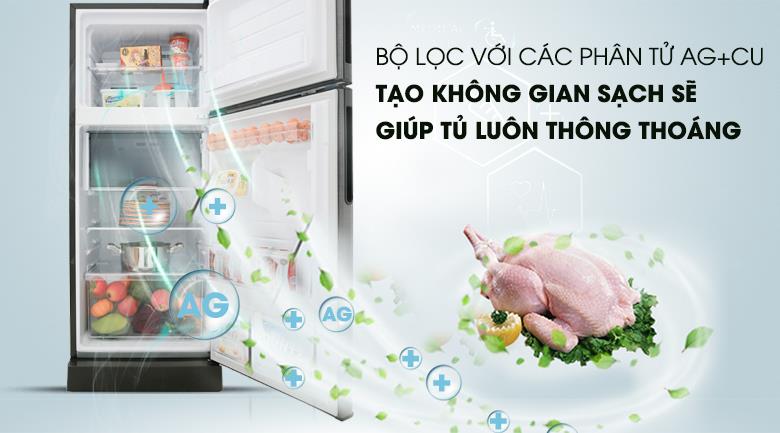 BỘ LỌC VỚI CÁC PHÂN TỬ AG+CU
TẠO KHÔNG GIAN SẠCH SẼ
GIÚP TỦ LUÔN THÔNG THOÁNG
AG
AG